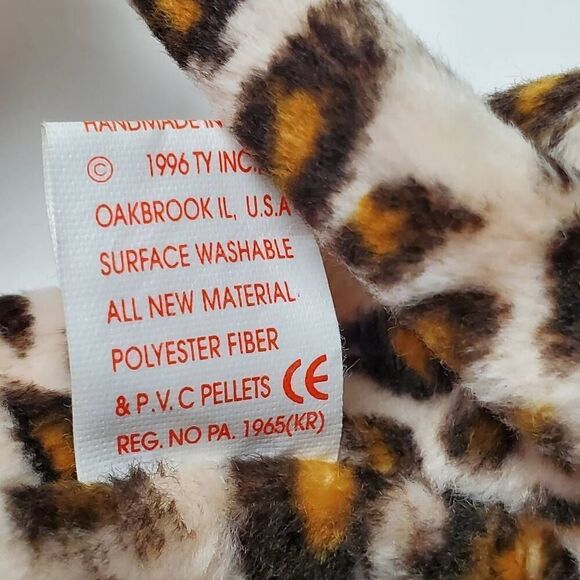 HANDMADE IN
© 1996 TY INC.
OAKBROOK IL, U.S.A
SURFACE WASHABLE
ALL NEW MATERIAL
POLYESTER FIBER
& P.V.C PELLETS CE
REG. NO PA. 1965(KR)